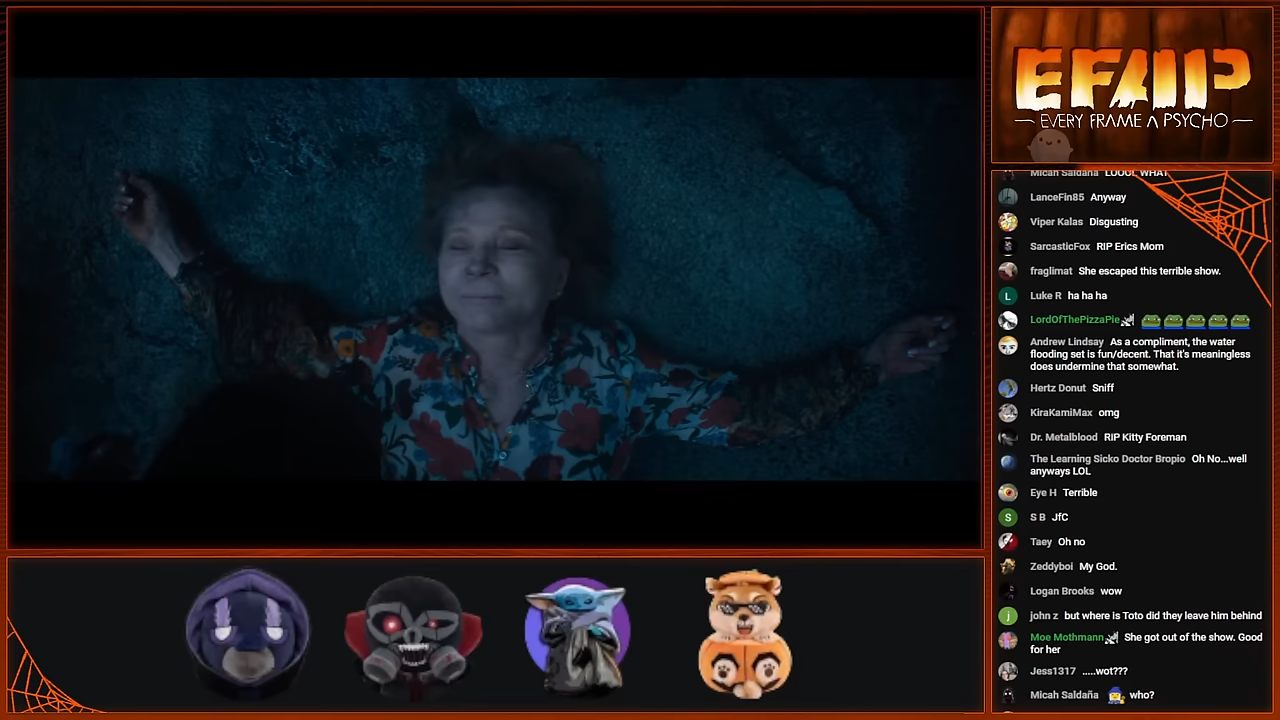 EFAP
EVERY FRAME A PSYCHO
Micah Saldaña LOOOL WHAT
LanceFin85 Anyway
Viper Kalas Disgusting
SarcasticFox RIP Erics Mom
fraglimat She escaped this terrible show.
L
Luke R ha ha ha
LordOfThePizzaPie
Andrew Lindsay As a compliment, the water
flooding set is fun/decent. That it's meaningless
does undermine that somewhat.
Hertz Donut Sniff
KiraKamiMax omg
Dr. Metalblood RIP Kitty Foreman
The Learning Sicko Doctor Bropio Oh No...well
anyways LOL
Eye H Terrible
S
S B JfC
Taey Oh no
Zeddyboi My God.
Logan Brooks wow
j
john z but where is Toto did they leave him behind
Moe Mothmann She got out of the show. Good
for her
Jess1317 .....wot???
Micah Saldaña who?